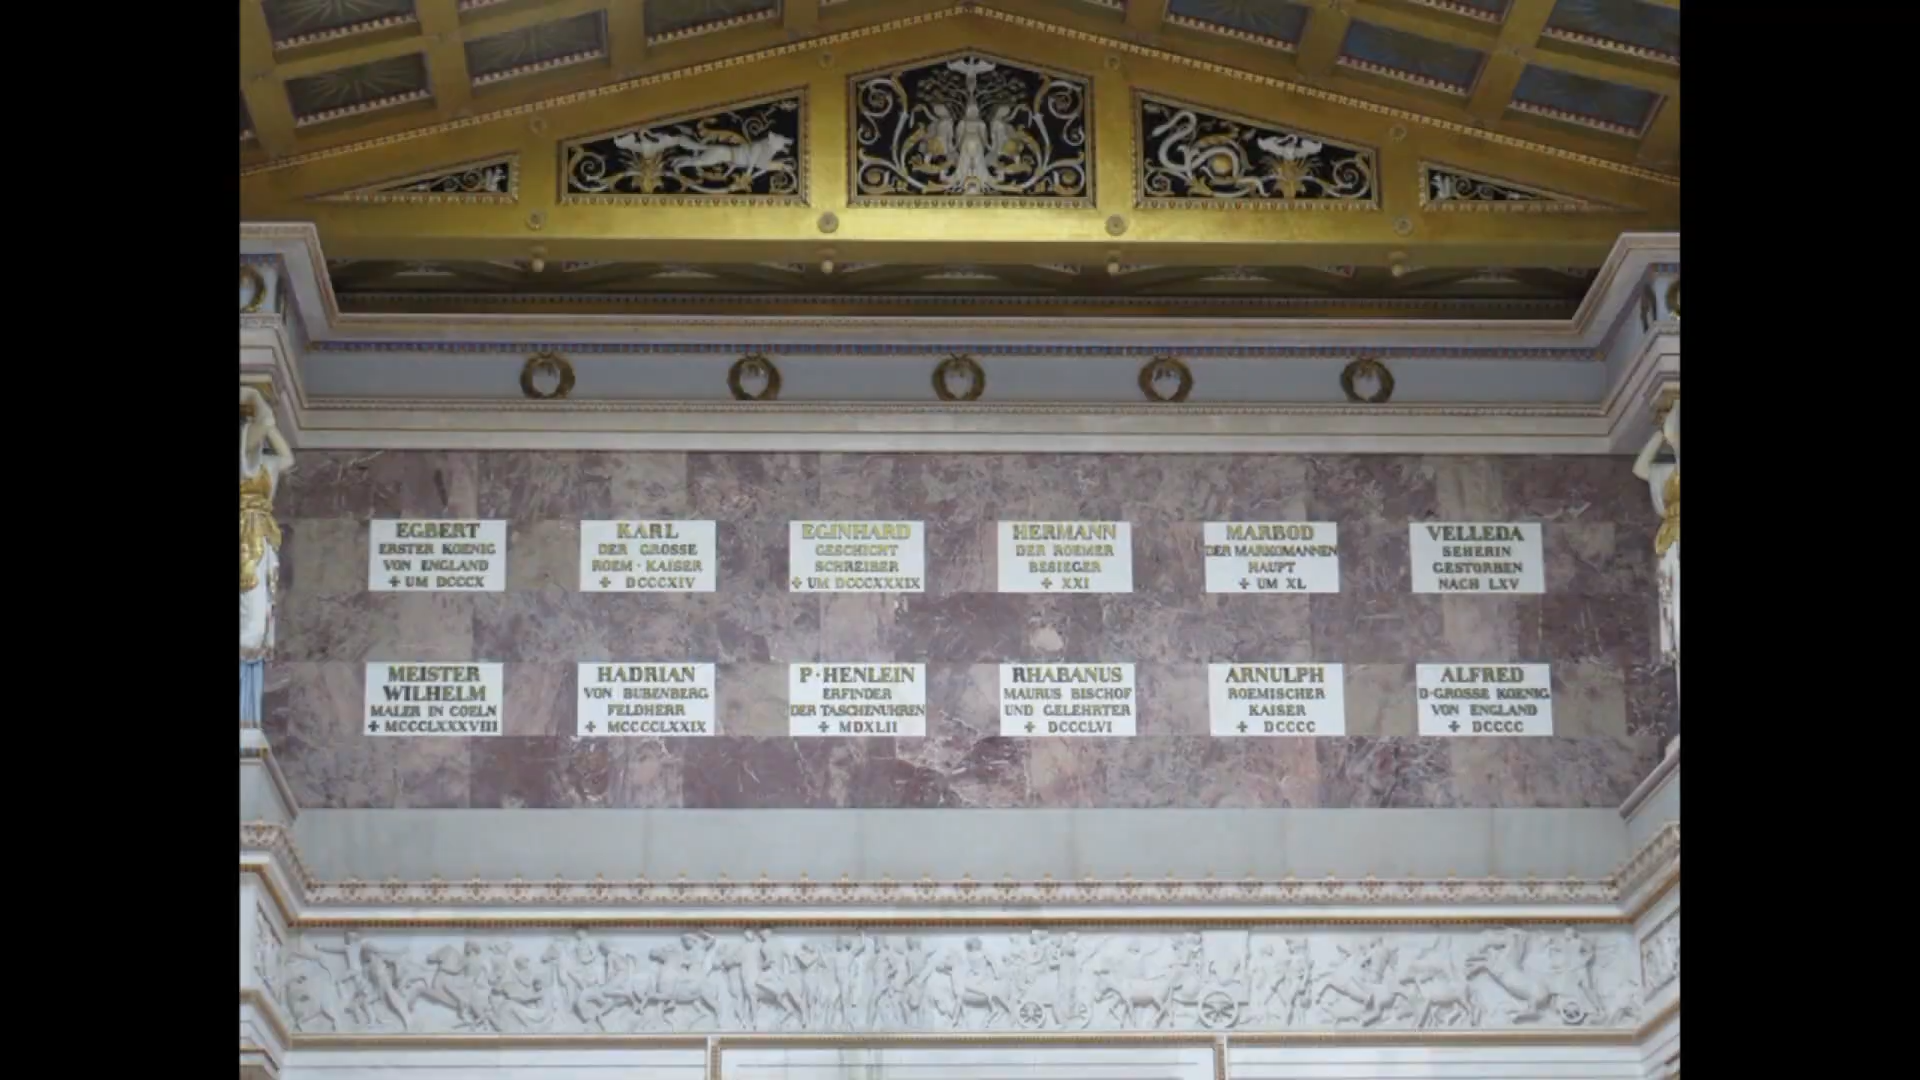 EGBERT
ERSTER KOENIG
VON ENGLAND
+ UM DCCCX
KARL
DER GROSSE
ROEM · KAISER
+ DCCCXIV
EGINHARD
GESCHICHT
SCHREIBER
+ UM DCCCXXXIX
HERMANN
DER ROEMER
BESIEGER
+ XXI
MARBOD
DER MARKOMANNEN
HAUPT
+ UM XL
VELLEDA
SEHERIN
GESTORBEN
NACH LXV
MEISTER
WILHELM
MALER IN COELN
+ MCCCLXXXVIII
HADRIAN
VON BUBENBERG
FELDHERR
+ MCCCCLXXIX
P·HENLEIN
ERFINDER
DER TASCHENUHREN
+ MDXLII
RHABANUS
MAURUS BISCHOF
UND GELEHRTER
+ DCCCLVI
ARNULPH
ROEMISCHER
KAISER
+ DCCCC
ALFRED
D·GROSSE KOENIG
VON ENGLAND
+ DCCCC